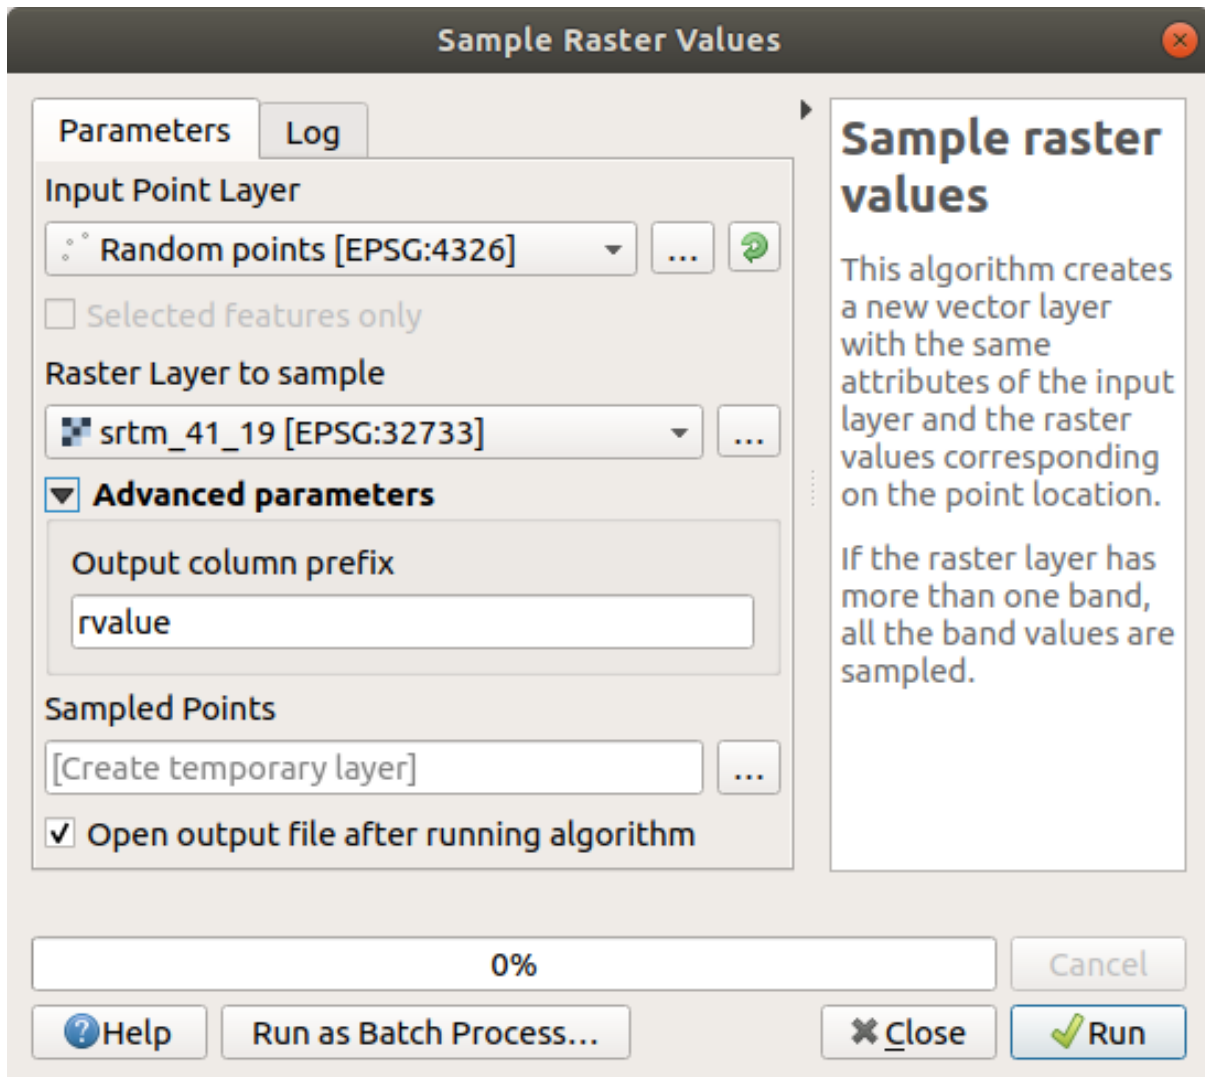 Sample Raster Values
Parameters
Log
Input Point Layer
Random points [EPSG:4326]
...
Selected features only
Raster Layer to sample
srtm_41_19 [EPSG:32733]
...
Advanced parameters
Output column prefix
rvalue
Sampled Points
[Create temporary layer]
...
Open output file after running algorithm
Sample raster
values
This algorithm creates
a new vector layer
with the same
attributes of the input
layer and the raster
values corresponding
on the point location.
If the raster layer has
more than one band,
all the band values are
sampled.
0%
Cancel
Help
Run as Batch Process...
Close
Run